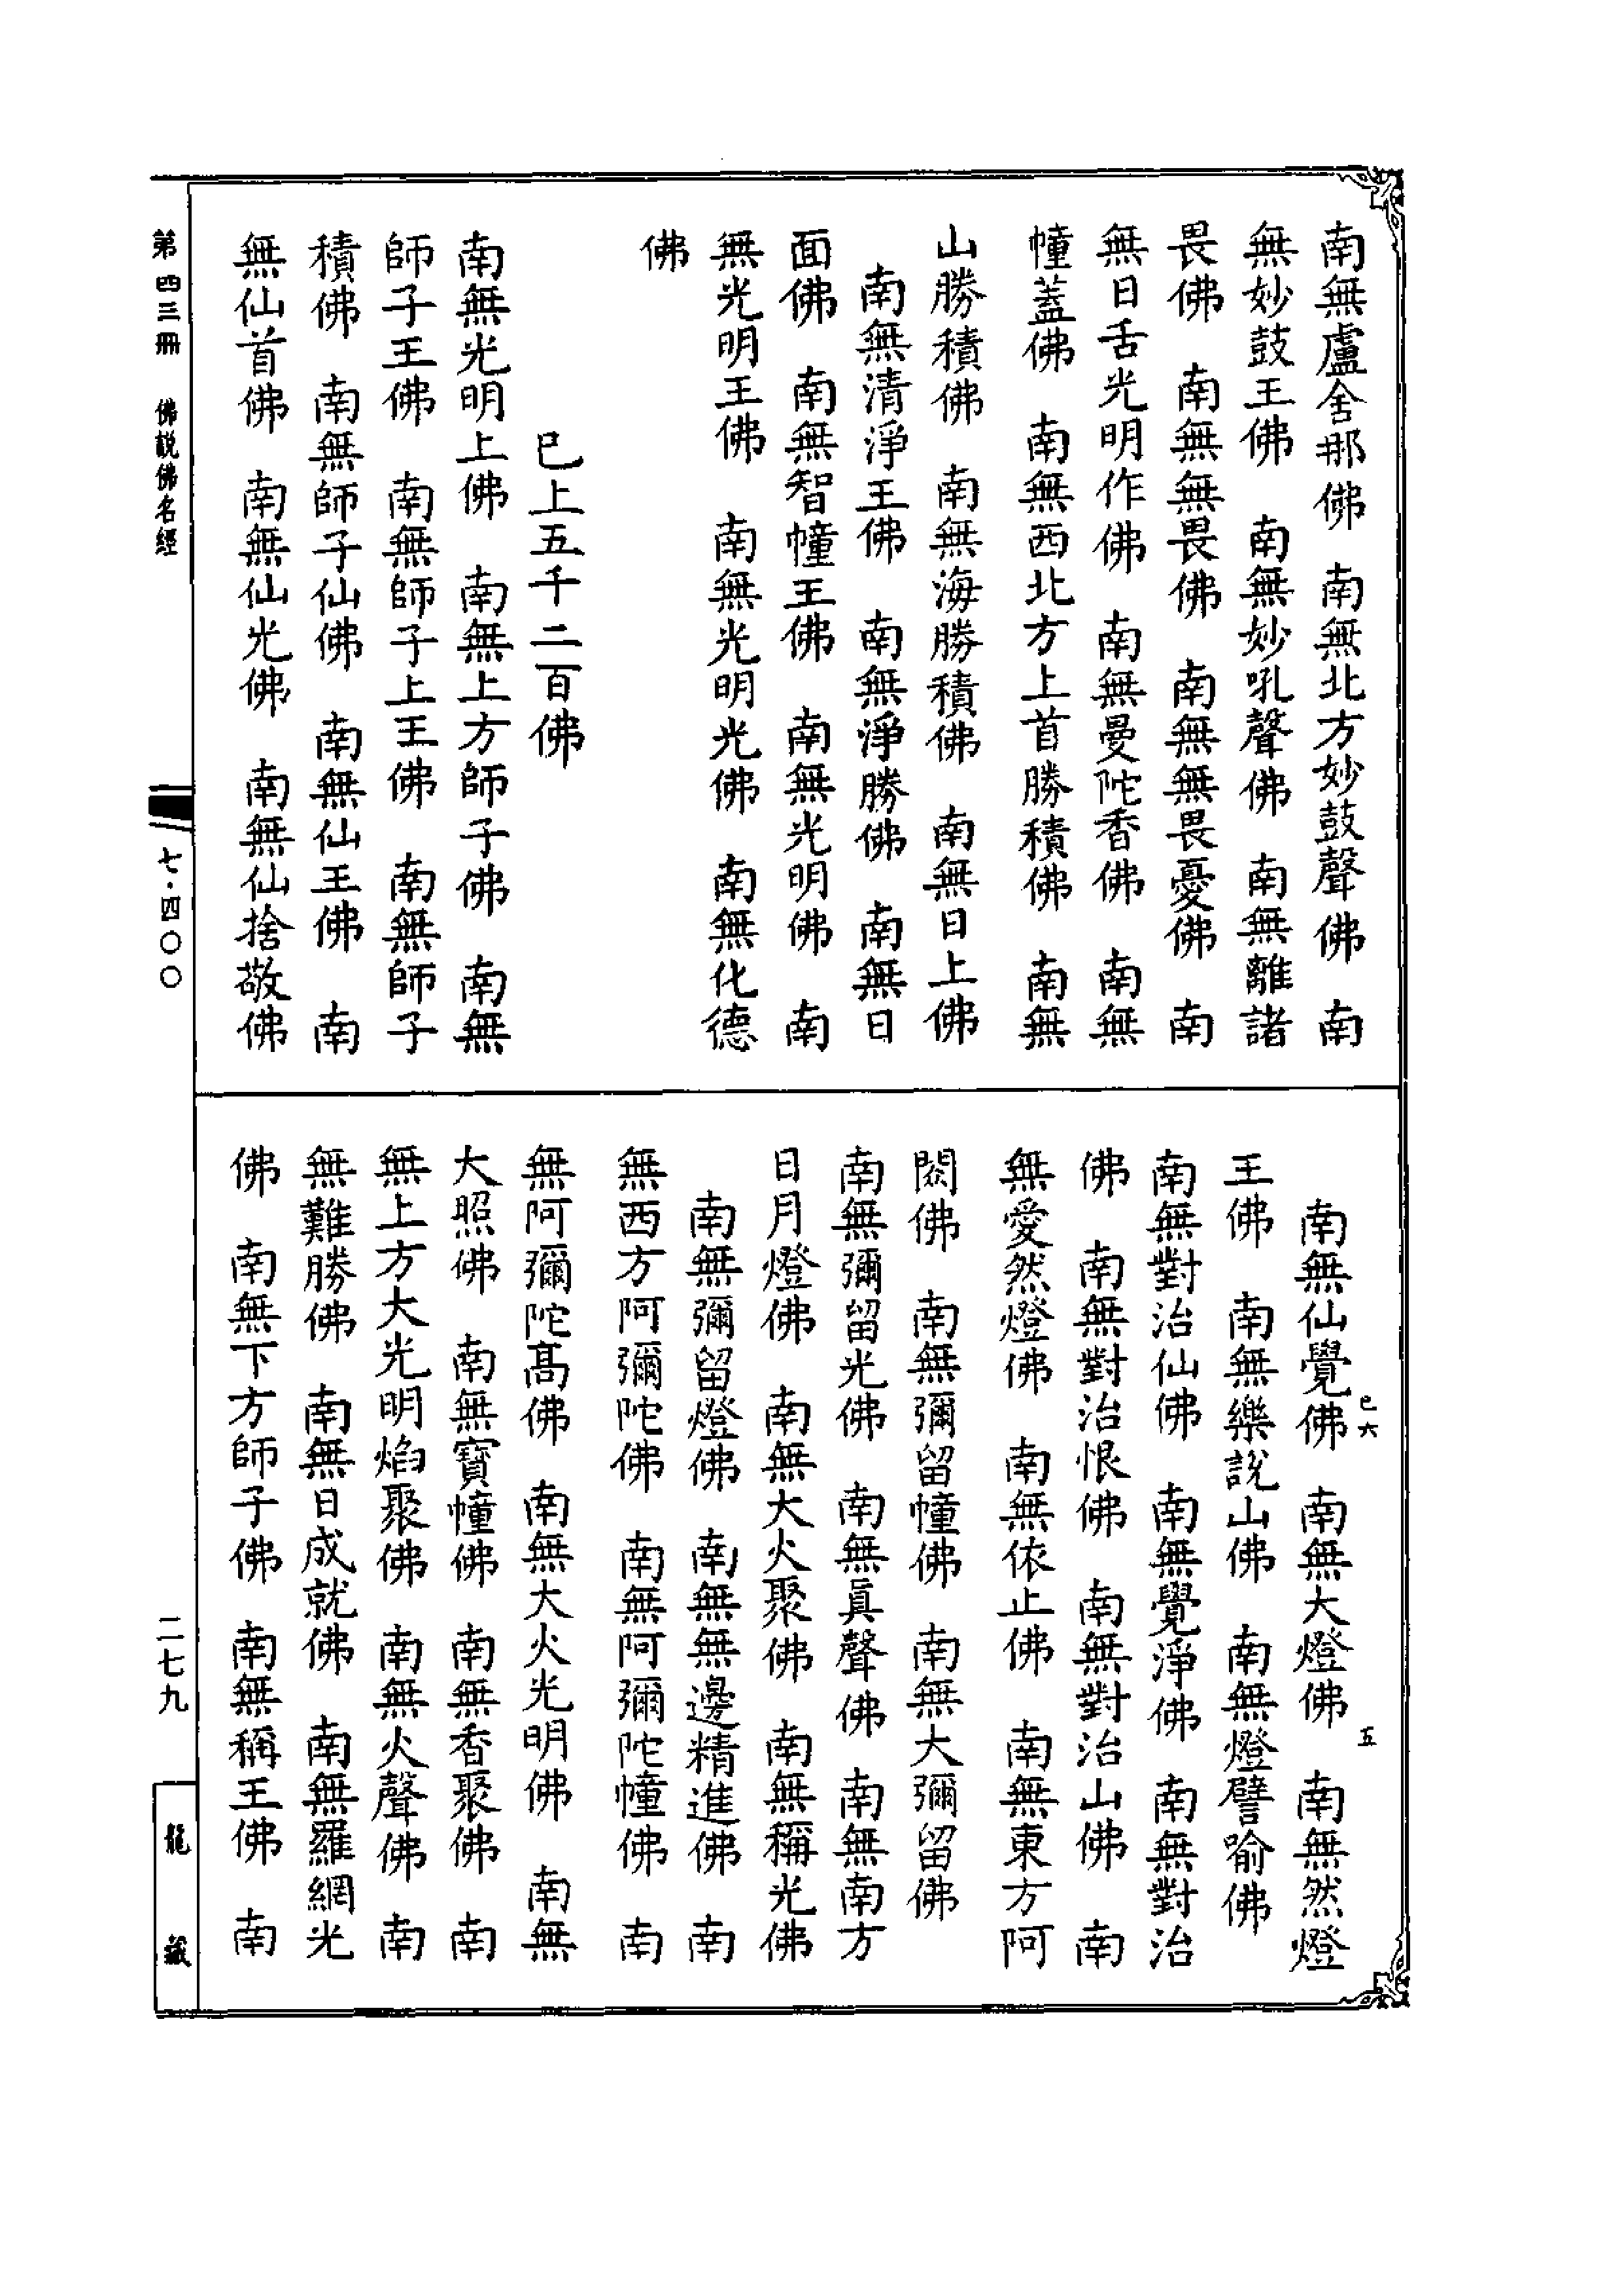 南無盧舍那佛　南無北方妙鼓聲佛　南
無妙鼓王佛　南無妙吼聲佛　南無離諸
畏佛　南無無畏佛　南無無畏憂佛　南
無日舌光明作佛　南無曼陀香佛　南無
幢蓋佛　南無西北方上首勝積佛　南無
山勝積佛　南無海勝積佛　南無日上佛
南無清淨王佛　南無淨勝佛　南無日
面佛　南無智幢王佛　南無光明佛　南
無光明王佛　南無光明光佛　南無化德
佛
已上五千二百佛
南無光明上佛　南無上方師子佛　南無
師子王佛　南無師子上王佛　南無師子
積佛　南無師子仙佛　南無仙王佛　南
無仙首佛　南無仙光佛　南無仙捨敬佛
已六　五
南無仙覺佛　南無大燈佛　南無然燈
王佛　南無樂說山佛　南無燈譬喻佛
南無對治仙佛　南無覺淨佛　南無對治
佛　南無對治恨佛　南無對治山佛　南
無愛然燈佛　南無依止佛　南無東方阿
閦佛　南無彌留幢佛　南無大彌留佛
南無彌留光佛　南無真聲佛　南無南方
日月燈佛　南無大火聚佛　南無稱光佛
南無彌留燈佛　南無無邊精進佛　南
無西方阿彌陀佛　南無阿彌陀幢佛　南
無阿彌陀高佛　南無大火光明佛　南無
大照佛　南無寶幢佛　南無香聚佛　南
無上方大光明焰聚佛　南無火聲佛　南
無難勝佛　南無日成就佛　南無羅網光
佛　南無下方師子佛　南無稱王佛　南
第四三冊　佛說佛名經
七·四〇〇
二七九
龍藏